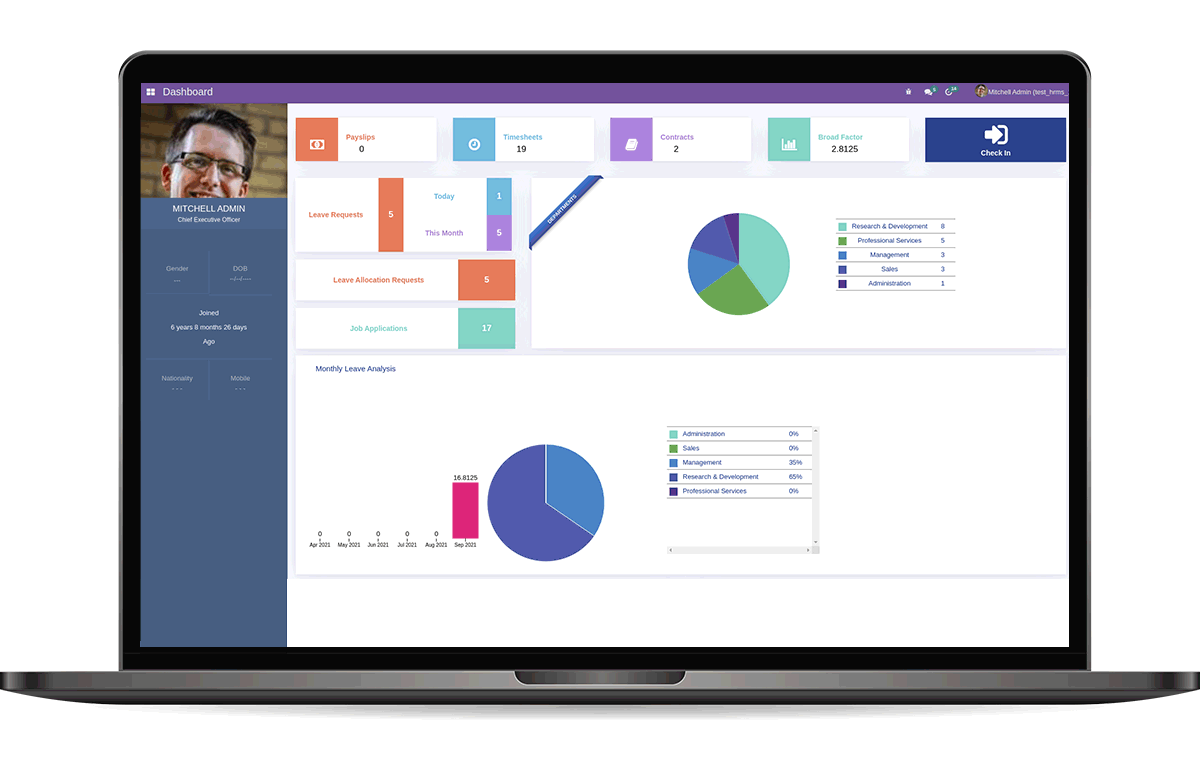 Dashboard
Mitchell Admin (test_hrms_
MITCHELL ADMIN
Chief Executive Officer
Gender
---
DOB
--/--/----
Joined
6 years 8 months 26 days
Ago
Nationality
- - -
Mobile
- - -
Payslips
0
Timesheets
19
Contracts
2
Broad Factor
2.8125
Check In
Leave Requests
5
Today
1
This Month
5
Leave Allocation Requests
5
Job Applications
17
DEPARTMENTS
Research & Development 8
Professional Services 5
Management 3
Sales 3
Administration 1
Monthly Leave Analysis
16.8125
0 0 0 0 0
Apr 2021 May 2021 Jun 2021 Jul 2021 Aug 2021 Sep 2021
Administration 0%
Sales 0%
Management 35%
Research & Development 65%
Professional Services 0%